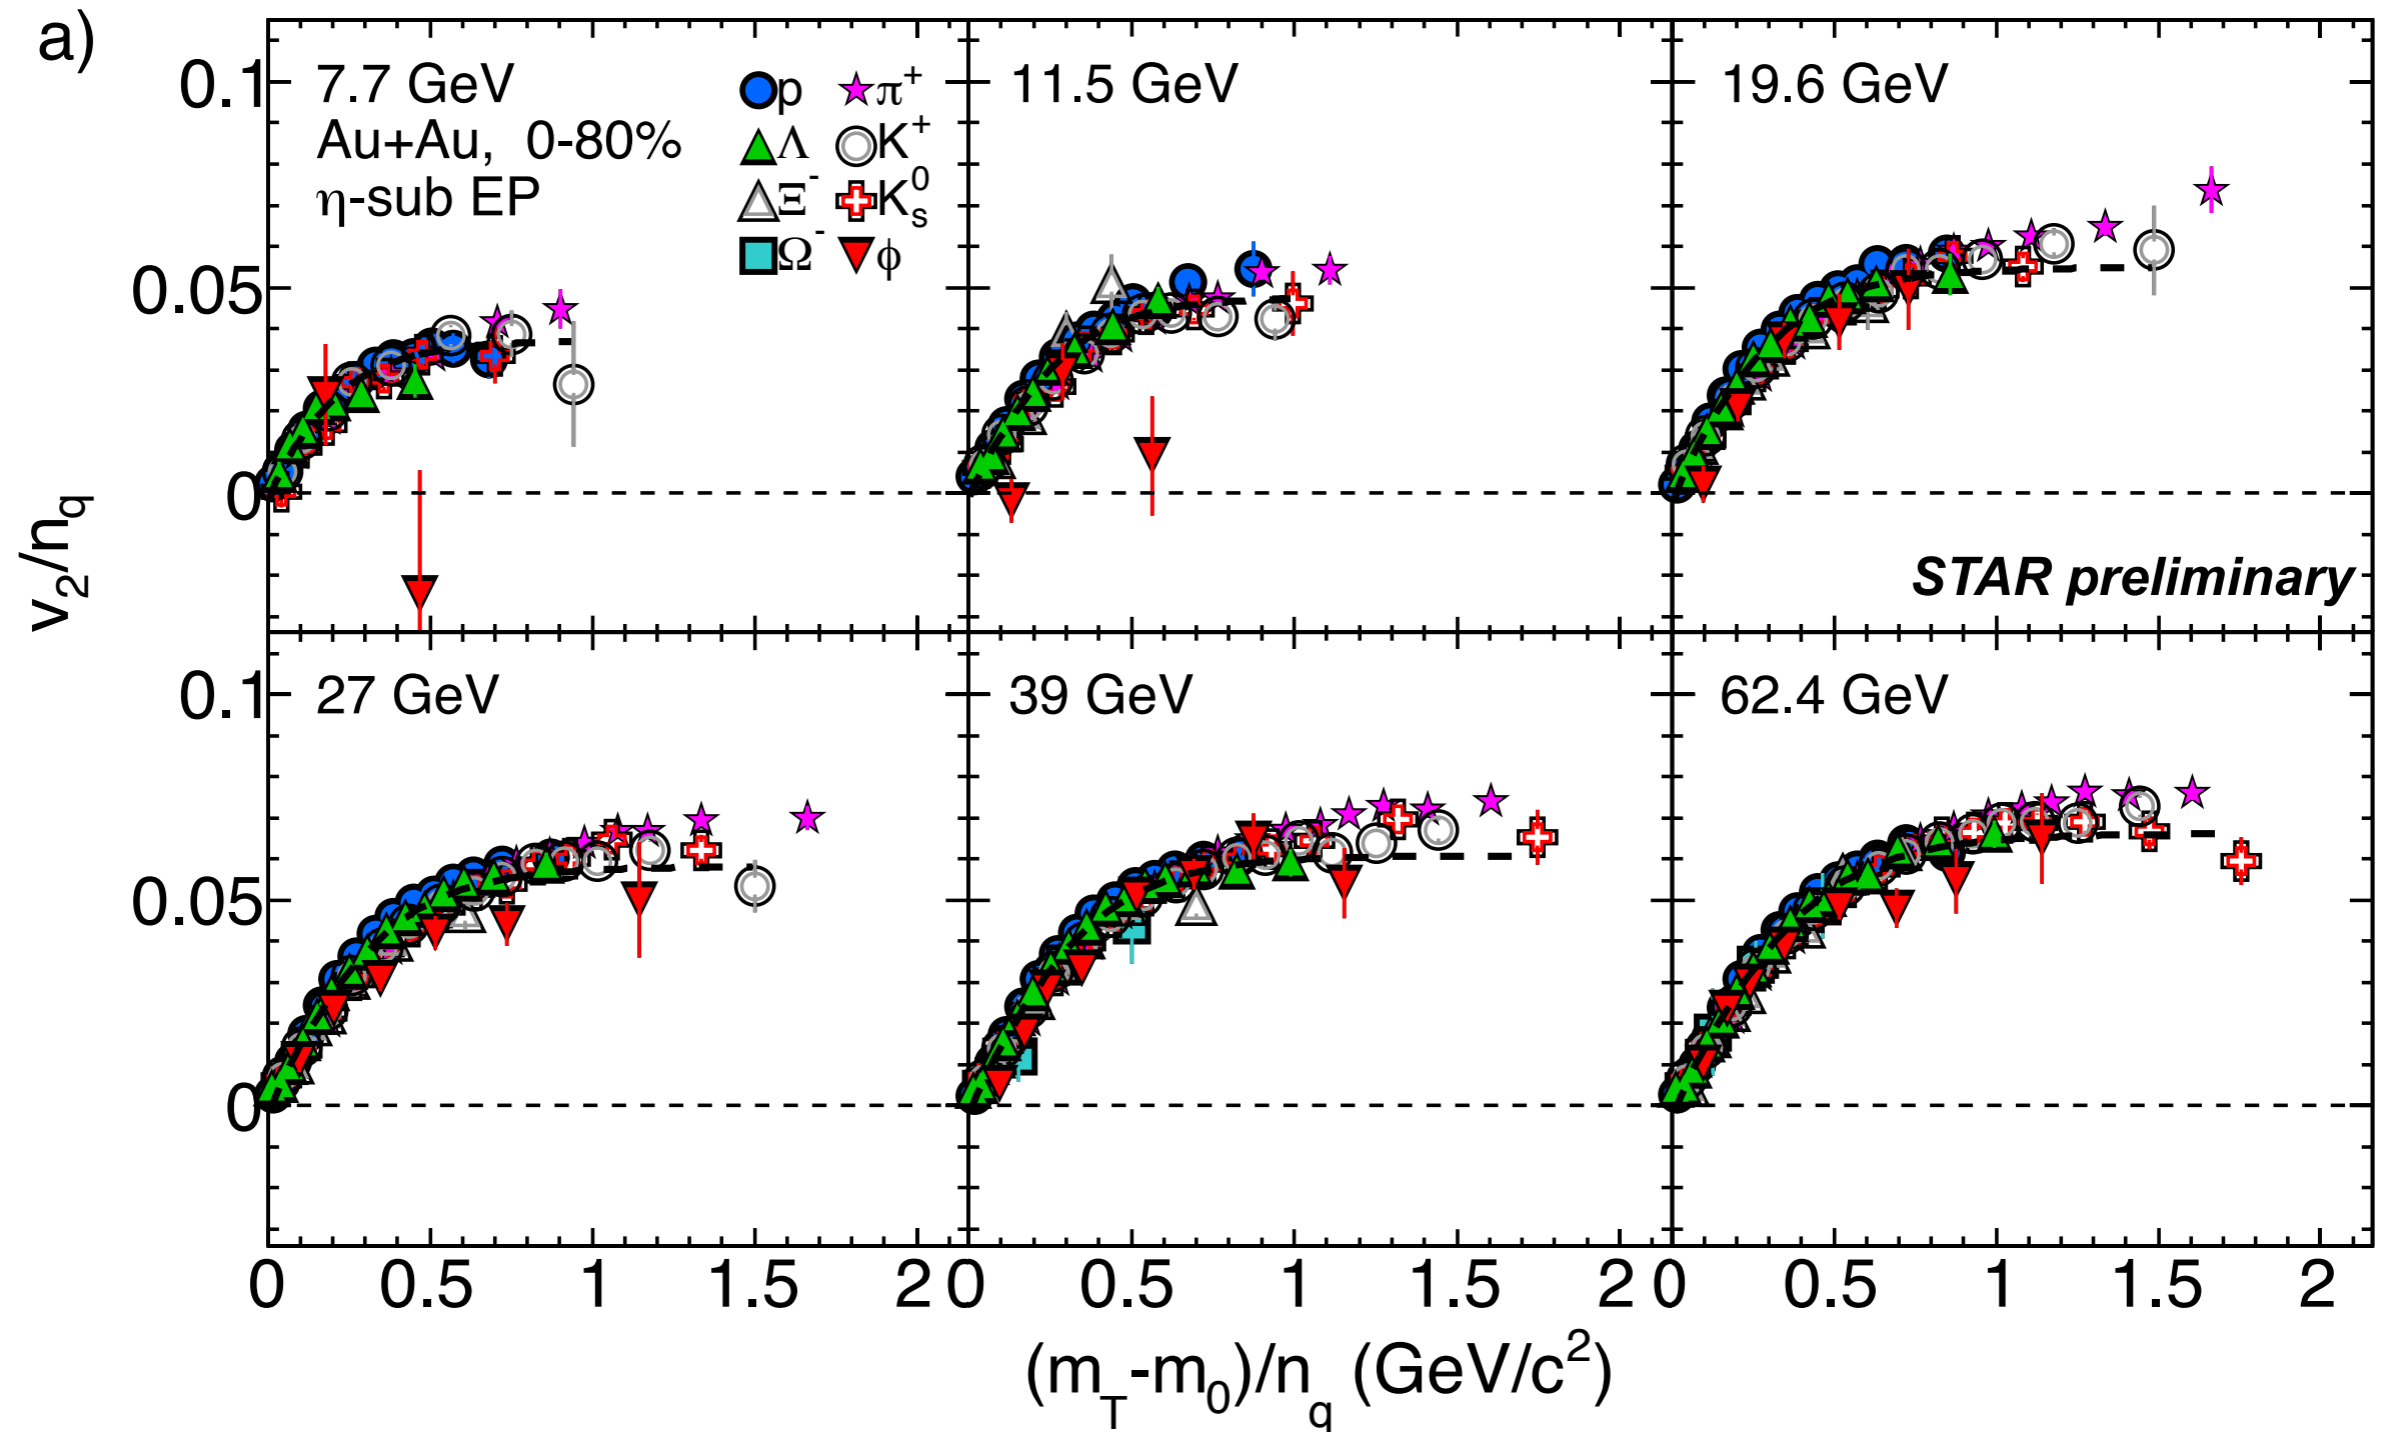 a)
7.7 GeV
Au+Au, 0-80%
η-sub EP
p π⁺
Λ K⁺
Ξ⁻ K⁰ₛ
Ω⁻ ϕ
11.5 GeV
19.6 GeV
STAR preliminary
0.1
0.05
0
v₂/n_q
27 GeV
39 GeV
62.4 GeV
0.1
0.05
0
0 0.5 1 1.5 2 0 0.5 1 1.5 2 0 0.5 1 1.5 2
(m_T-m₀)/n_q (GeV/c²)